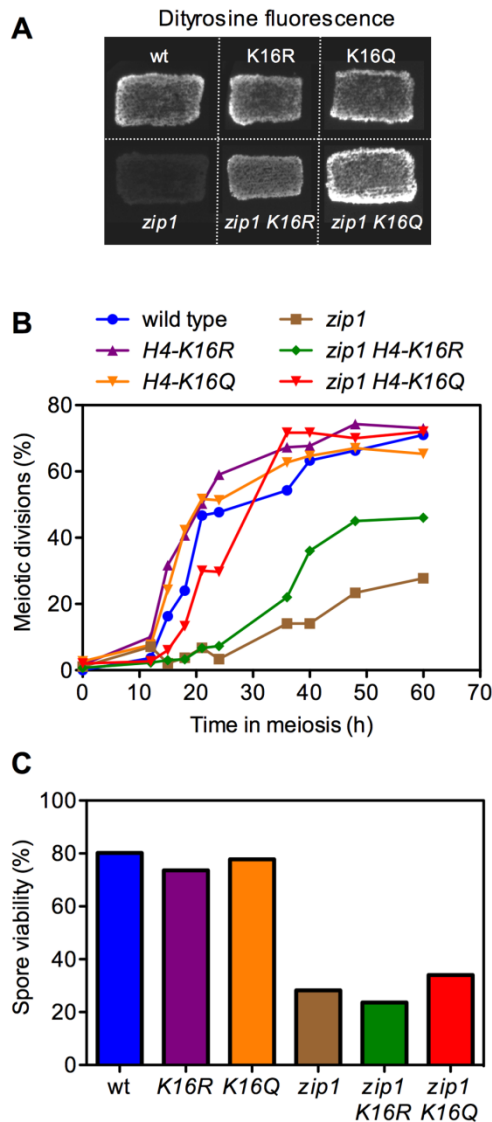 A
Dityrosine fluorescence
wt K16R K16Q
zip1 zip1 K16R zip1 K16Q
B
wild type zip1
H4-K16R zip1 H4-K16R
H4-K16Q zip1 H4-K16Q
Meiotic divisions (%)
80
60
40
20
0
0 10 20 30 40 50 60 70
Time in meiosis (h)
C
Spore viability (%)
100
80
60
40
20
0
wt K16R K16Q zip1 zip1 zip1
K16R K16Q